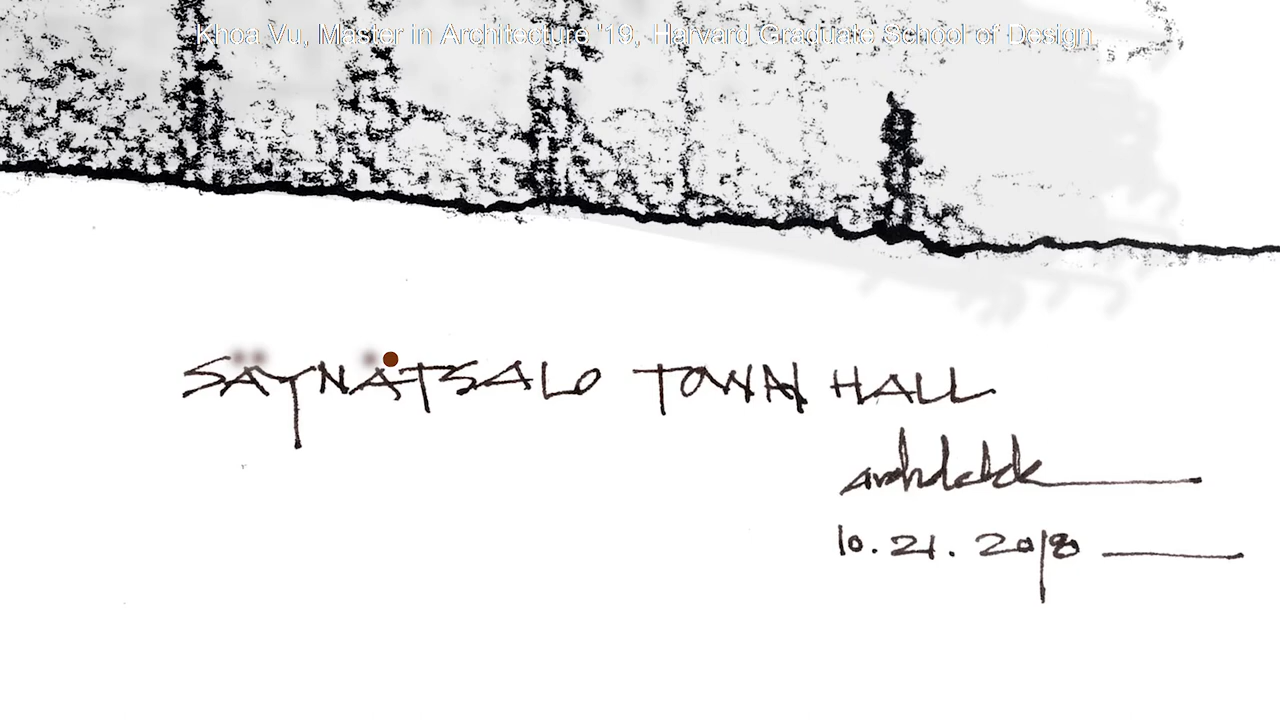 Khoa Vu, Master in Architecture '19, Harvard Graduate School of Design.
SÄYNÄTSALO TOWN HALL
10.21.2018